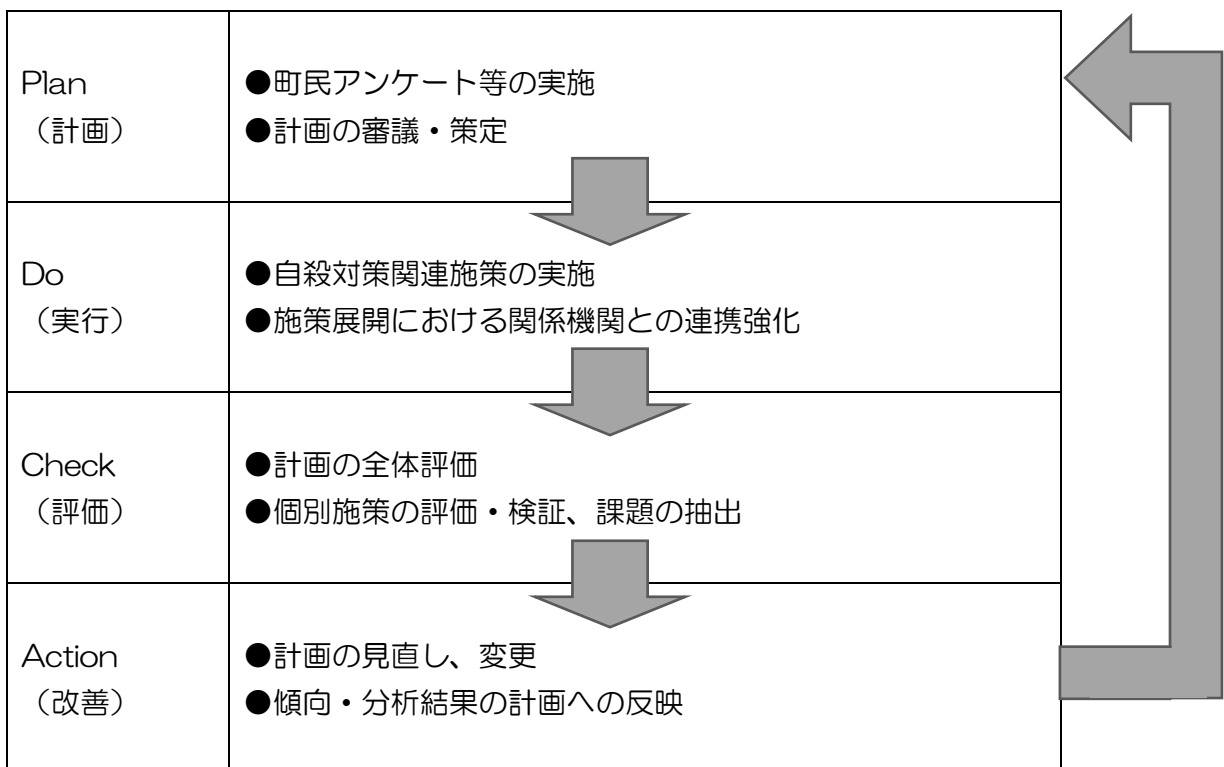 Plan
（計画）
●町民アンケート等の実施
●計画の審議・策定
Do
（実行）
●自殺対策関連施策の実施
●施策展開における関係機関との連携強化
Check
（評価）
●計画の全体評価
●個別施策の評価・検証、課題の抽出
Action
（改善）
●計画の見直し、変更
●傾向・分析結果の計画への反映